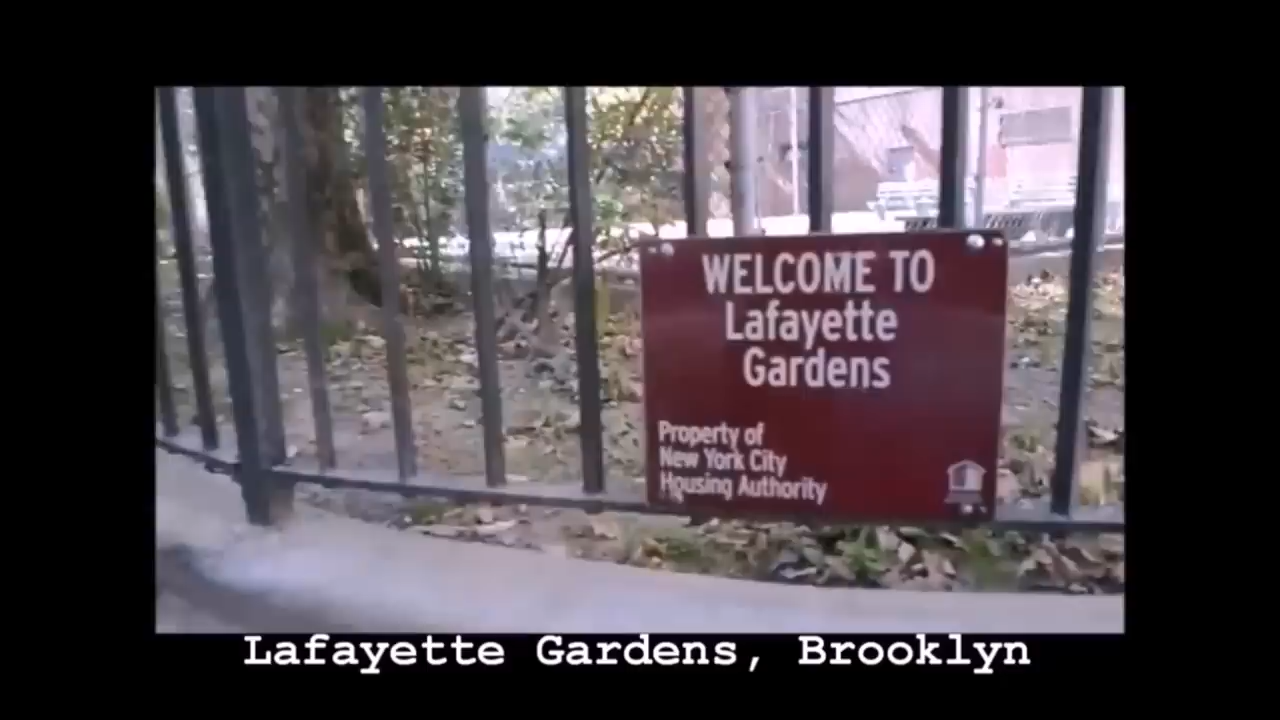 WELCOME TO
Lafayette
Gardens
Property of
New York City
Housing Authority
Lafayette Gardens, Brooklyn